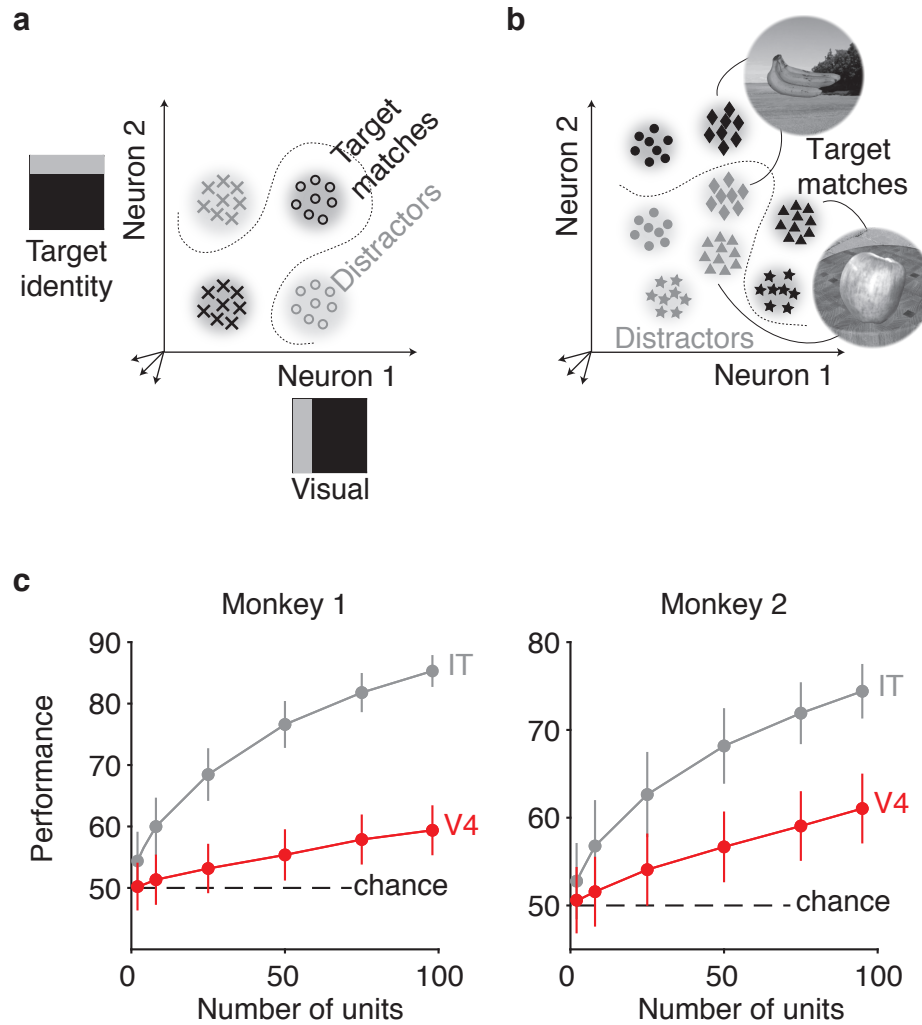 a
Neuron 2
Target
identity
Target
matches
Distractors
Neuron 1
Visual
b
Neuron 2
Target
matches
Distractors
Neuron 1
c
Monkey 1
Performance
90
80
70
60
50
IT
V4
chance
0
50
100
Number of units
Monkey 2
80
70
60
50
IT
V4
chance
0
50
100
Number of units